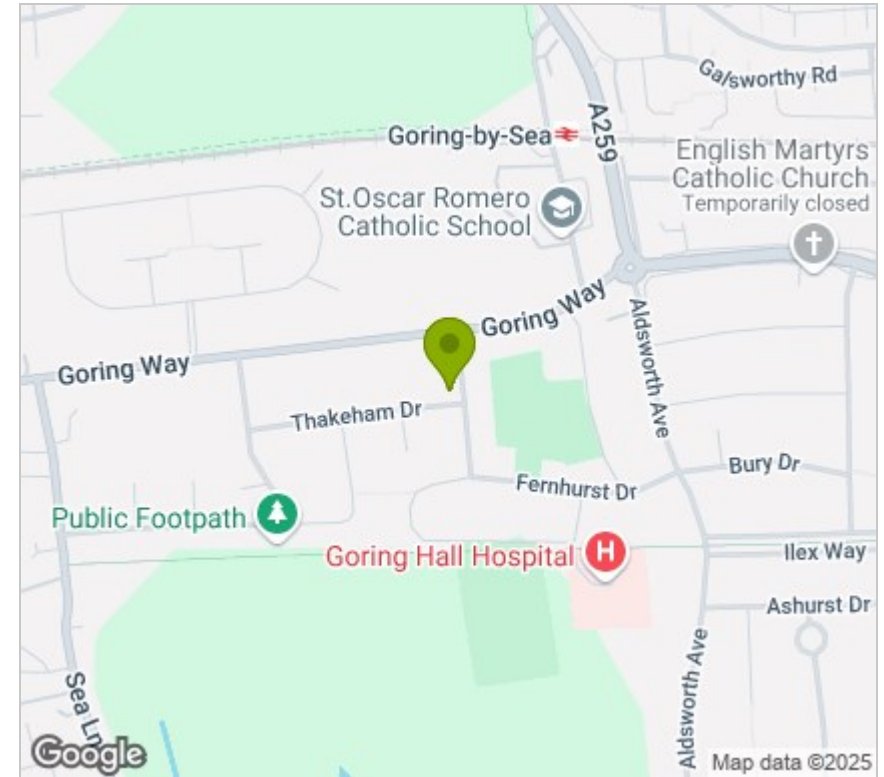 Galsworthy Rd
A259
Goring-by-Sea
English Martyrs
Catholic Church
Temporarily closed
St.Oscar Romero
Catholic School
Goring Way
Aldsworth Ave
Goring Way
Thakeham Dr
Bury Dr
Fernhurst Dr
Public Footpath
Goring Hall Hospital
H
Ilex Way
Ashurst Dr
Aldsworth Ave
Sea Ln
Google
Map data ©2025